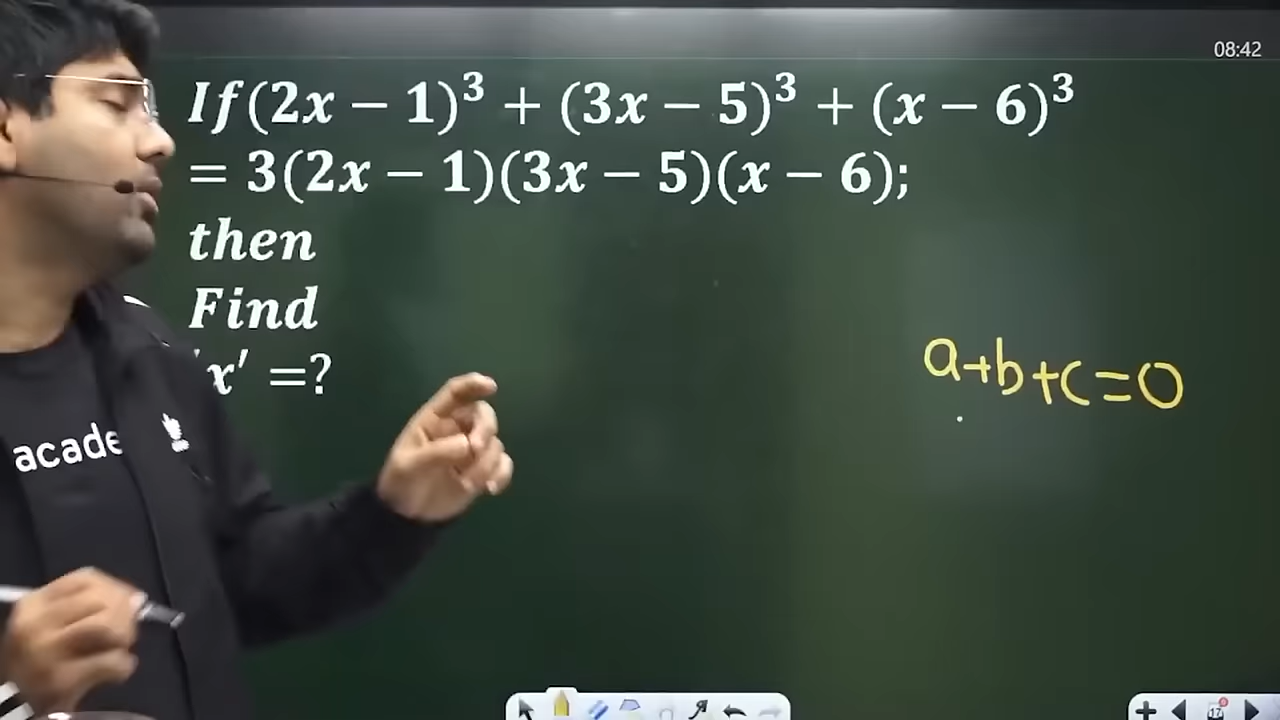 08:42
If(2x − 1)³ + (3x − 5)³ + (x − 6)³
= 3(2x − 1)(3x − 5)(x − 6);
then
Find
'x' =?
a+b+c=0
acade
17